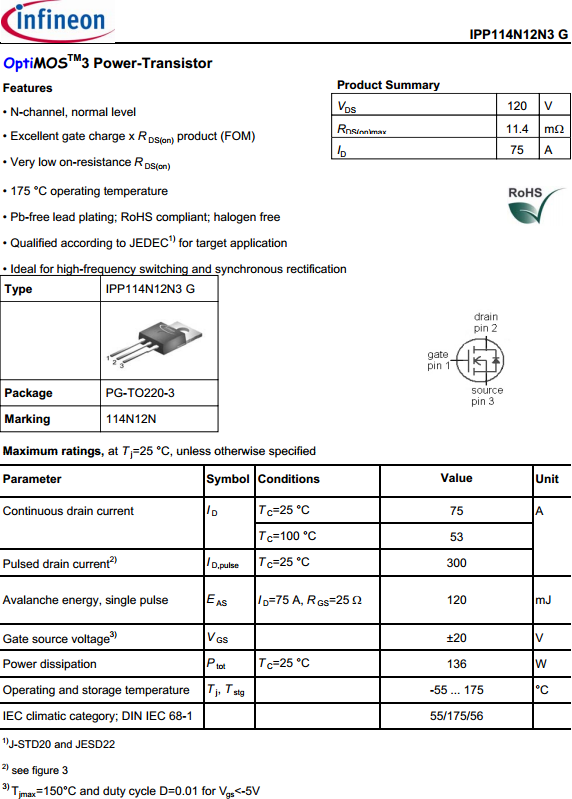 infineon
IPP114N12N3 G
OptiMOS™3 Power-Transistor
Features
• N-channel, normal level
• Excellent gate charge x R DS(on) product (FOM)
• Very low on-resistance R DS(on)
• 175 °C operating temperature
• Pb-free lead plating; RoHS compliant; halogen free
• Qualified according to JEDEC1) for target application
• Ideal for high-frequency switching and synchronous rectification
Product Summary
VDS 120 V
RDS(on)max 11.4 mΩ
ID 75 A
RoHS
Type IPP114N12N3 G
1 2 3
Package PG-TO220-3
Marking 114N12N
drain
pin 2
gate
pin 1
source
pin 3
Maximum ratings, at Tj=25 °C, unless otherwise specified
Parameter Symbol Conditions Value Unit
Continuous drain current ID TC=25 °C 75 A
TC=100 °C 53
Pulsed drain current2) ID,pulse TC=25 °C 300
Avalanche energy, single pulse EAS ID=75 A, RGS=25 Ω 120 mJ
Gate source voltage3) VGS ±20 V
Power dissipation Ptot TC=25 °C 136 W
Operating and storage temperature Tj, Tstg -55 ... 175 °C
IEC climatic category; DIN IEC 68-1 55/175/56
1)J-STD20 and JESD22
2) see figure 3
3) Tjmax=150°C and duty cycle D=0.01 for Vgs<-5V